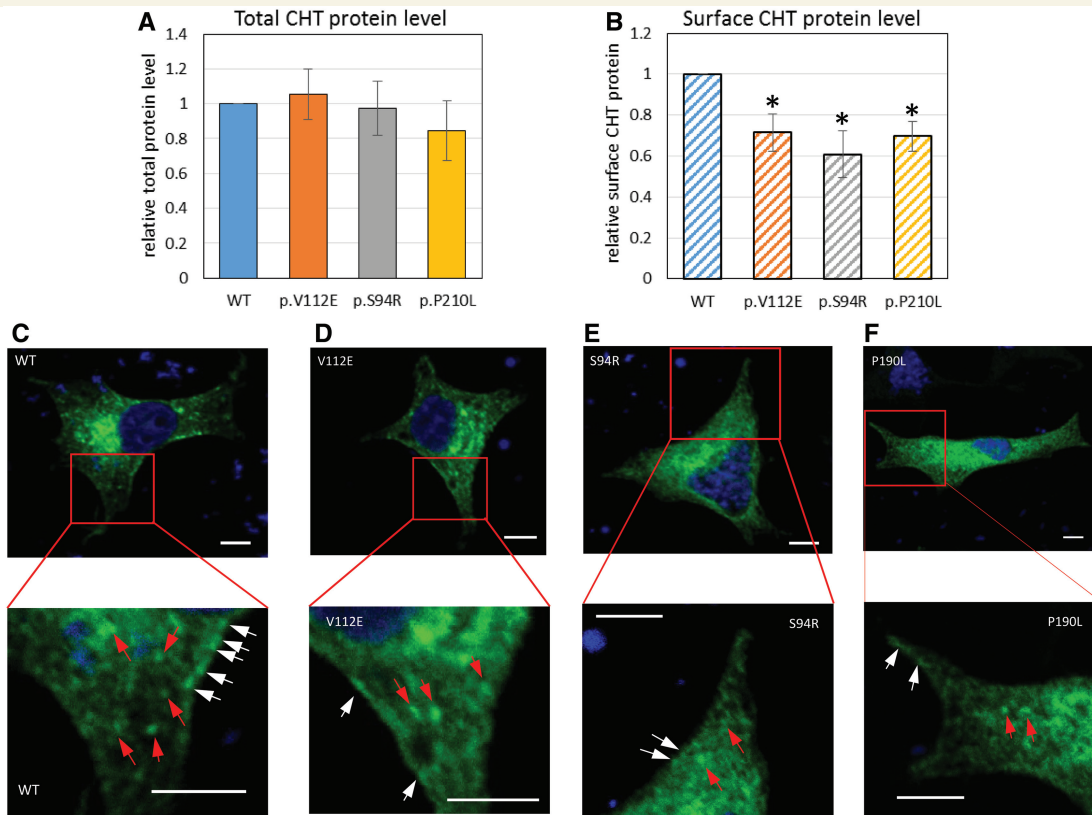 A
Total CHT protein level
relative total protein level
1.4
1.2
1
0.8
0.6
0.4
0.2
0
WT p.V112E p.S94R p.P210L
B
Surface CHT protein level
relative surface CHT protein
1.2
1
0.8
0.6
0.4
0.2
0
* * *
WT p.V112E p.S94R p.P210L
C
WT
D
V112E
E
S94R
F
P190L
WT
V112E
S94R
P190L